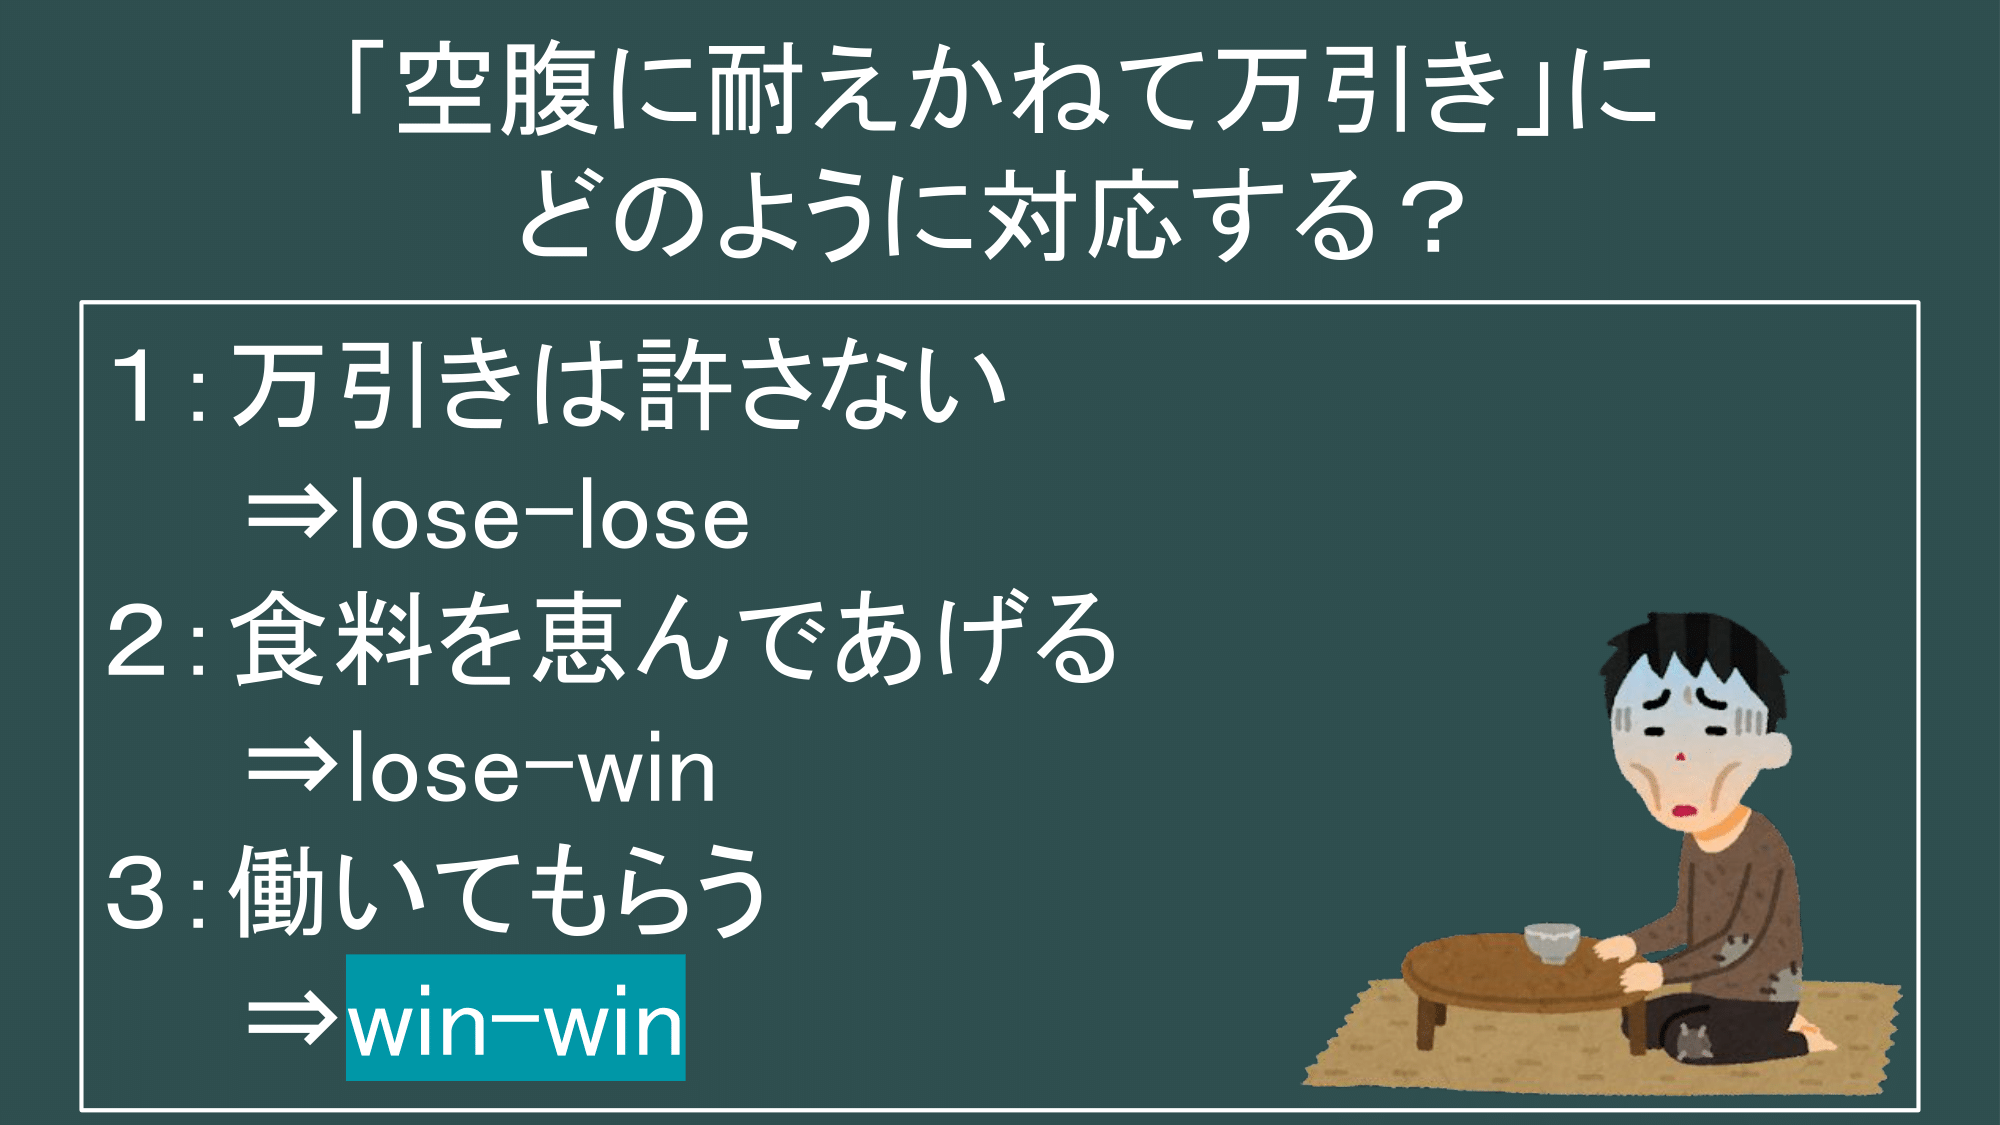 「空腹に耐えかねて万引き」に
どのように対応する？
１：万引きは許さない
⇒lose-lose
２：食料を恵んであげる
⇒lose-win
３：働いてもらう
⇒win-win